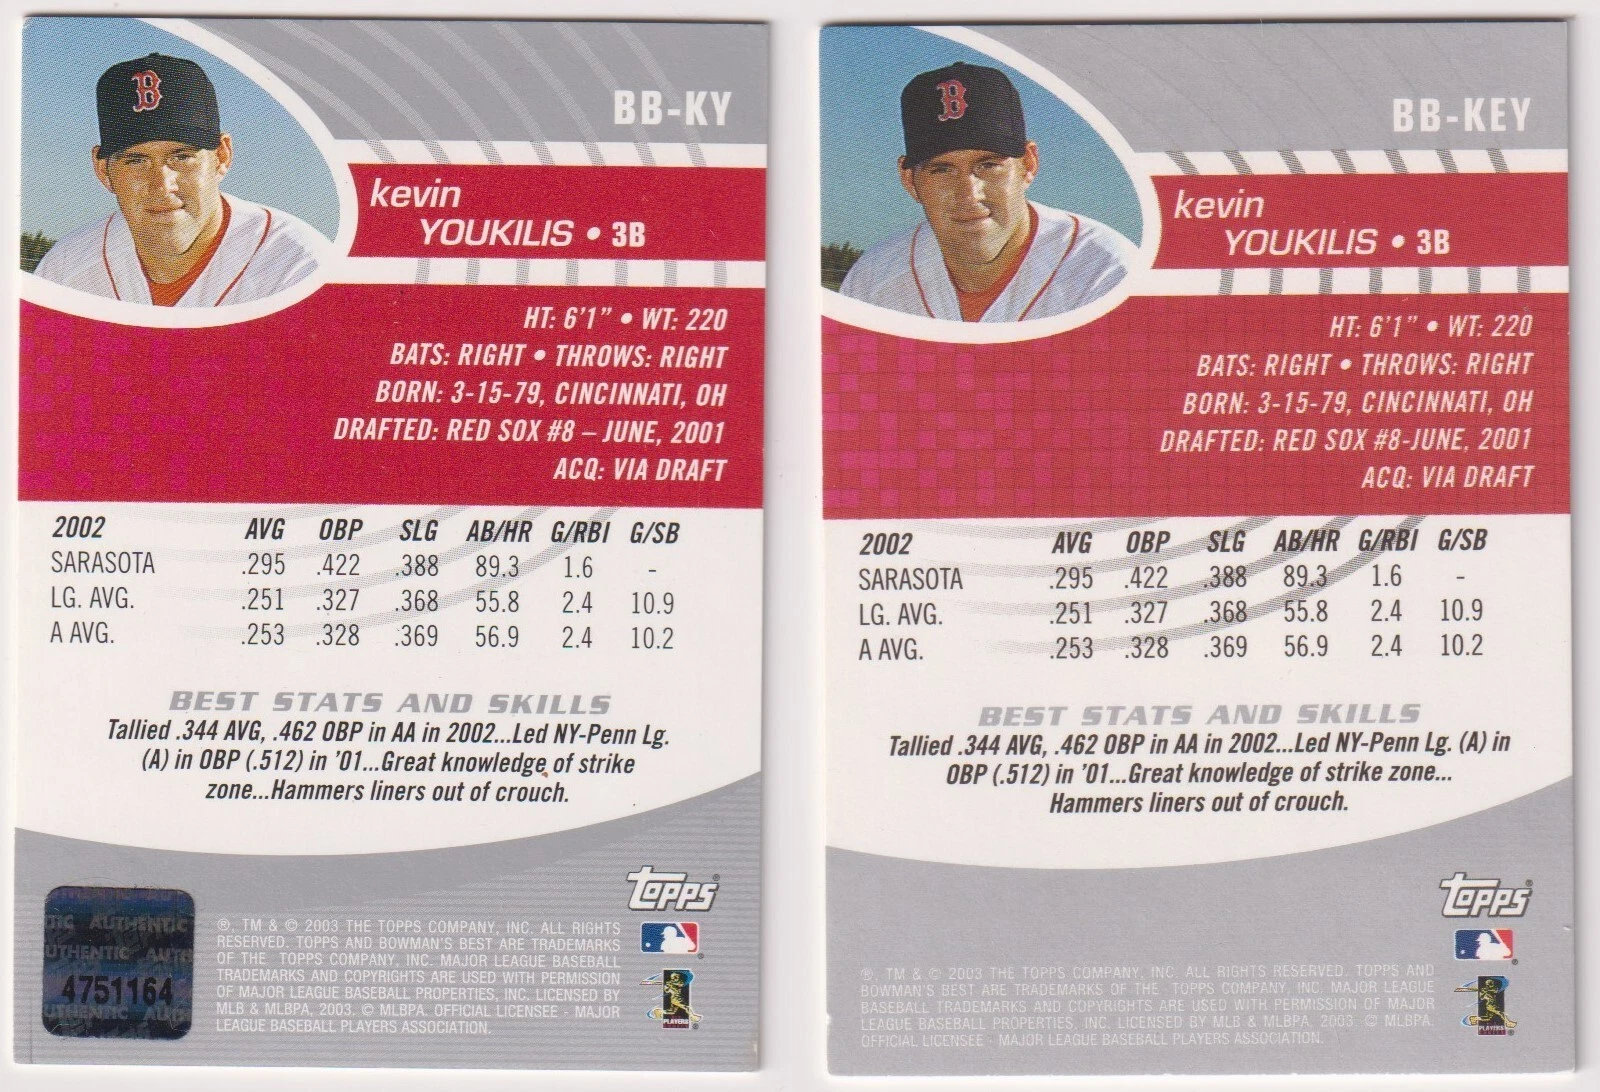 B
BB-KY
kevin
YOUKILIS • 3B
HT: 6'1" • WT: 220
BATS: RIGHT • THROWS: RIGHT
BORN: 3-15-79, CINCINNATI, OH
DRAFTED: RED SOX #8 – JUNE, 2001
ACQ: VIA DRAFT
2002 AVG OBP SLG AB/HR G/RBI G/SB
SARASOTA .295 .422 .388 89.3 1.6 -
LG. AVG. .251 .327 .368 55.8 2.4 10.9
A AVG. .253 .328 .369 56.9 2.4 10.2
BEST STATS AND SKILLS
Tallied .344 AVG, .462 OBP in AA in 2002...Led NY-Penn Lg.
(A) in OBP (.512) in '01...Great knowledge of strike
zone...Hammers liners out of crouch.
topps®
AUTHENTIC
AUTHENTIC
4751164
®, TM & © 2003 THE TOPPS COMPANY, INC. ALL RIGHTS
RESERVED. TOPPS AND BOWMAN'S BEST ARE TRADEMARKS
OF THE TOPPS COMPANY, INC. MAJOR LEAGUE BASEBALL
TRADEMARKS AND COPYRIGHTS ARE USED WITH PERMISSION
OF MAJOR LEAGUE BASEBALL PROPERTIES, INC. LICENSED BY
MLB & MLBPA, 2003. © MLBPA. OFFICIAL LICENSEE - MAJOR
LEAGUE BASEBALL PLAYERS ASSOCIATION.
PLAYERS
B
BB-KEY
kevin
YOUKILIS • 3B
HT: 6'1" • WT: 220
BATS: RIGHT • THROWS: RIGHT
BORN: 3-15-79, CINCINNATI, OH
DRAFTED: RED SOX #8-JUNE, 2001
ACQ: VIA DRAFT
2002 AVG OBP SLG AB/HR G/RBI G/SB
SARASOTA .295 .422 .388 89.3 1.6 -
LG. AVG. .251 .327 .368 55.8 2.4 10.9
A AVG. .253 .328 .369 56.9 2.4 10.2
BEST STATS AND SKILLS
Tallied .344 AVG, .462 OBP in AA in 2002...Led NY-Penn Lg. (A) in
OBP (.512) in '01...Great knowledge of strike zone...
Hammers liners out of crouch.
topps®
®, TM & © 2003 THE TOPPS COMPANY, INC. ALL RIGHTS RESERVED. TOPPS AND
BOWMAN'S BEST ARE TRADEMARKS OF THE TOPPS COMPANY, INC. MAJOR LEAGUE
BASEBALL TRADEMARKS AND COPYRIGHTS ARE USED WITH PERMISSION OF MAJOR
LEAGUE BASEBALL PROPERTIES, INC. LICENSED BY MLB & MLBPA, 2003 © MLBPA.
OFFICIAL LICENSEE - MAJOR LEAGUE BASEBALL PLAYERS ASSOCIATION.
PLAYERS